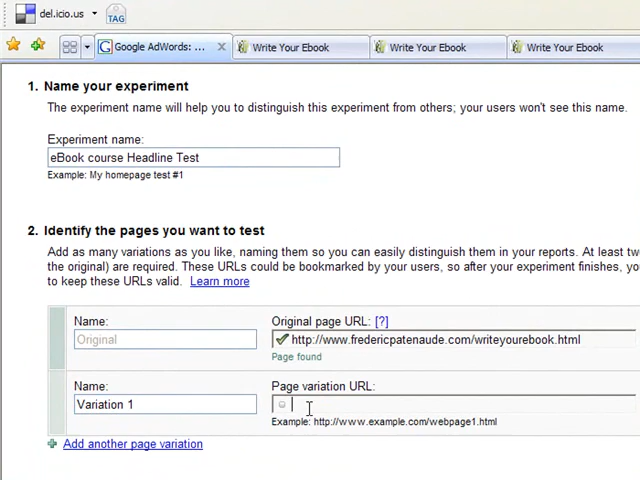 del.icio.us
TAG
Google AdWords: ...
Write Your Ebook
Write Your Ebook
Write Your Ebook
1. Name your experiment
The experiment name will help you to distinguish this experiment from others; your users won't see this name.
Experiment name:
eBook course Headline Test
Example: My homepage test #1
2. Identify the pages you want to test
Add as many variations as you like, naming them so you can easily distinguish them in your reports. At least two
the original) are required. These URLs could be bookmarked by your users, so after your experiment finishes, yo
to keep these URLs valid. Learn more
Name:
Original page URL: [?]
Original
http://www.fredericpatenaude.com/writeyourebook.html
Page found
Name:
Page variation URL:
Variation 1
Example: http://www.example.com/webpage1.html
Add another page variation